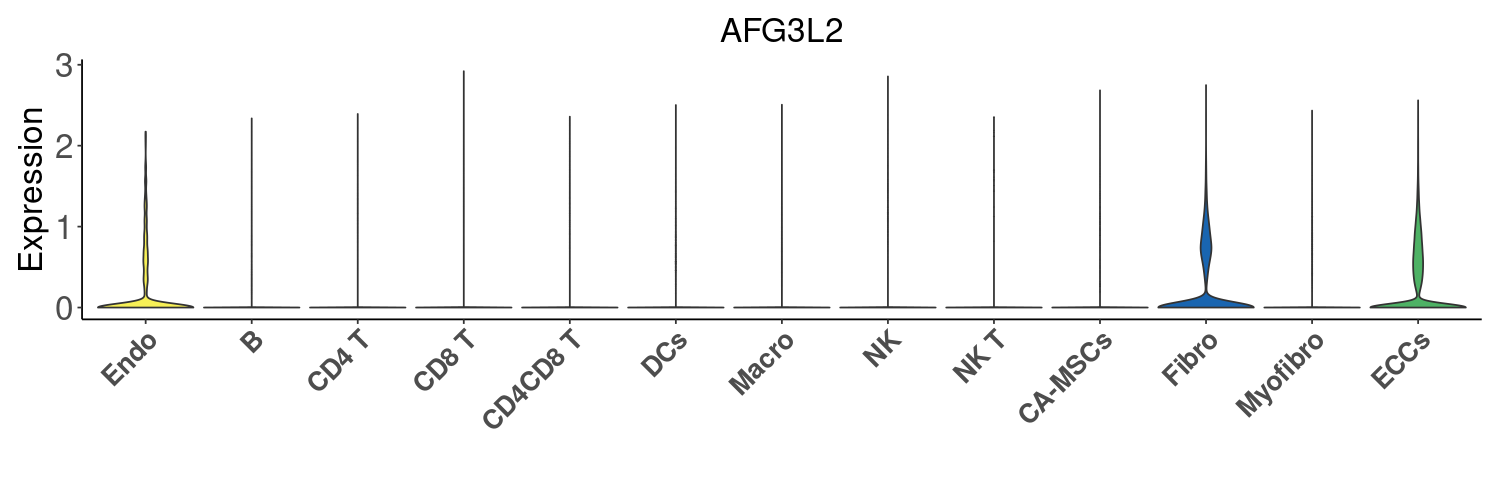 AFG3L2
Expression
3
2
1
0
Endo
B
CD4 T
CD8 T
CD4CD8 T
DCs
Macro
NK
NK T
CA-MSCs
Fibro
Myofibro
ECCs